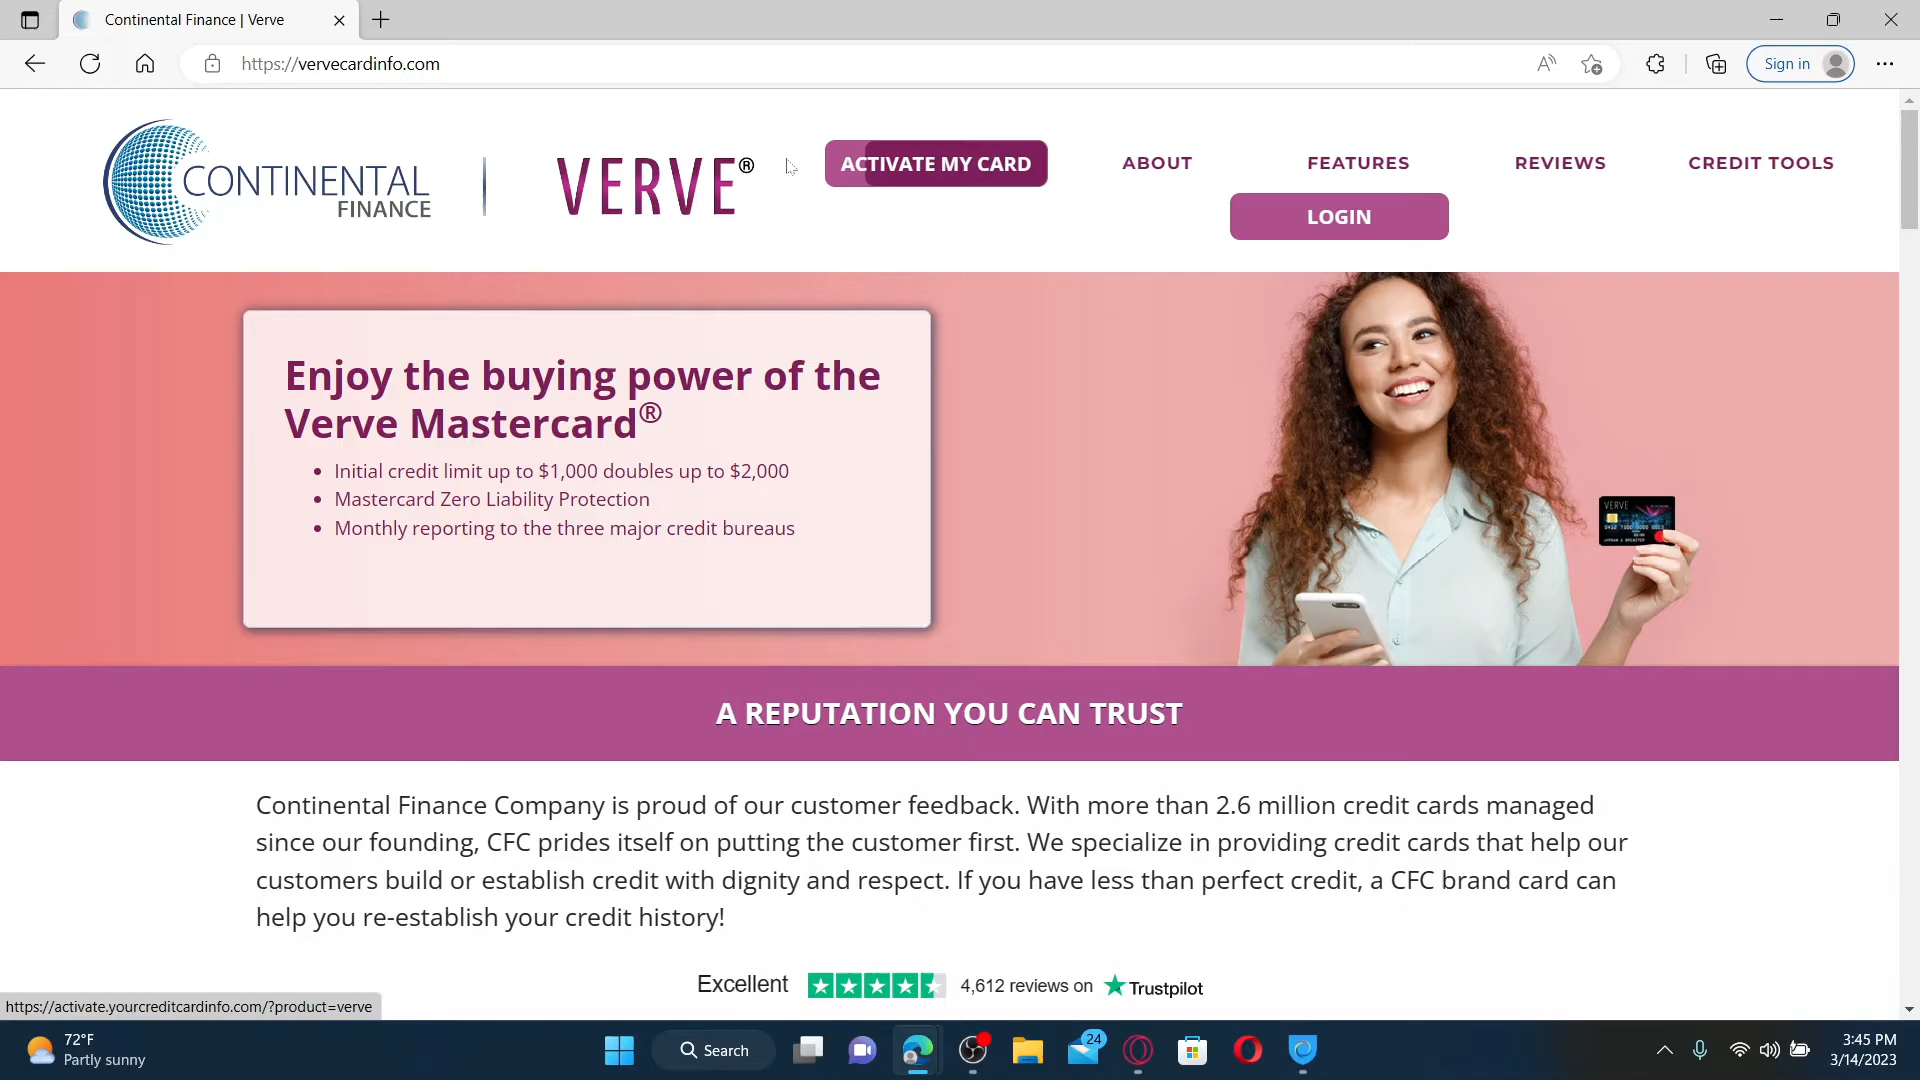 Continental Finance | Verve
https://vervecardinfo.com
Sign in
CONTINENTAL
FINANCE
VERVE®
ACTIVATE MY CARD
ABOUT
FEATURES
REVIEWS
CREDIT TOOLS
LOGIN
Enjoy the buying power of the
Verve Mastercard®
• Initial credit limit up to $1,000 doubles up to $2,000
• Mastercard Zero Liability Protection
• Monthly reporting to the three major credit bureaus
VERVE
A REPUTATION YOU CAN TRUST
Continental Finance Company is proud of our customer feedback. With more than 2.6 million credit cards managed
since our founding, CFC prides itself on putting the customer first. We specialize in providing credit cards that help our
customers build or establish credit with dignity and respect. If you have less than perfect credit, a CFC brand card can
help you re-establish your credit history!
Excellent
4,612 reviews on
Trustpilot
https://activate.yourcreditcardinfo.com/?product=verve
72°F
Partly sunny
Search
24
3:45 PM
3/14/2023